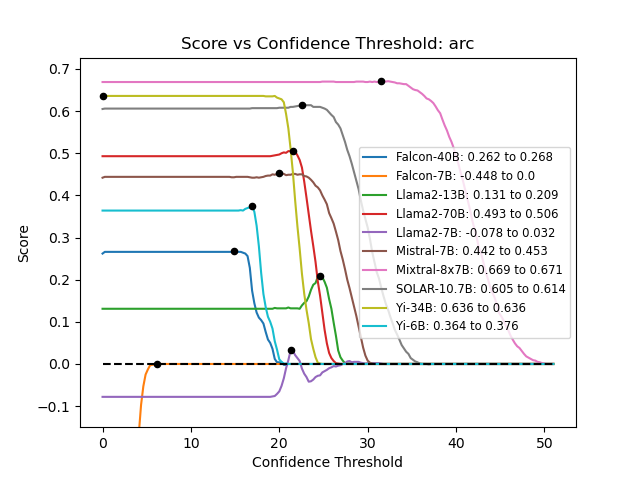 Score vs Confidence Threshold: arc
Score
0.7
0.6
0.5
0.4
0.3
0.2
0.1
0.0
−0.1
Falcon-40B: 0.262 to 0.268
Falcon-7B: -0.448 to 0.0
Llama2-13B: 0.131 to 0.209
Llama2-70B: 0.493 to 0.506
Llama2-7B: -0.078 to 0.032
Mistral-7B: 0.442 to 0.453
Mixtral-8x7B: 0.669 to 0.671
SOLAR-10.7B: 0.605 to 0.614
Yi-34B: 0.636 to 0.636
Yi-6B: 0.364 to 0.376
0 10 20 30 40 50
Confidence Threshold